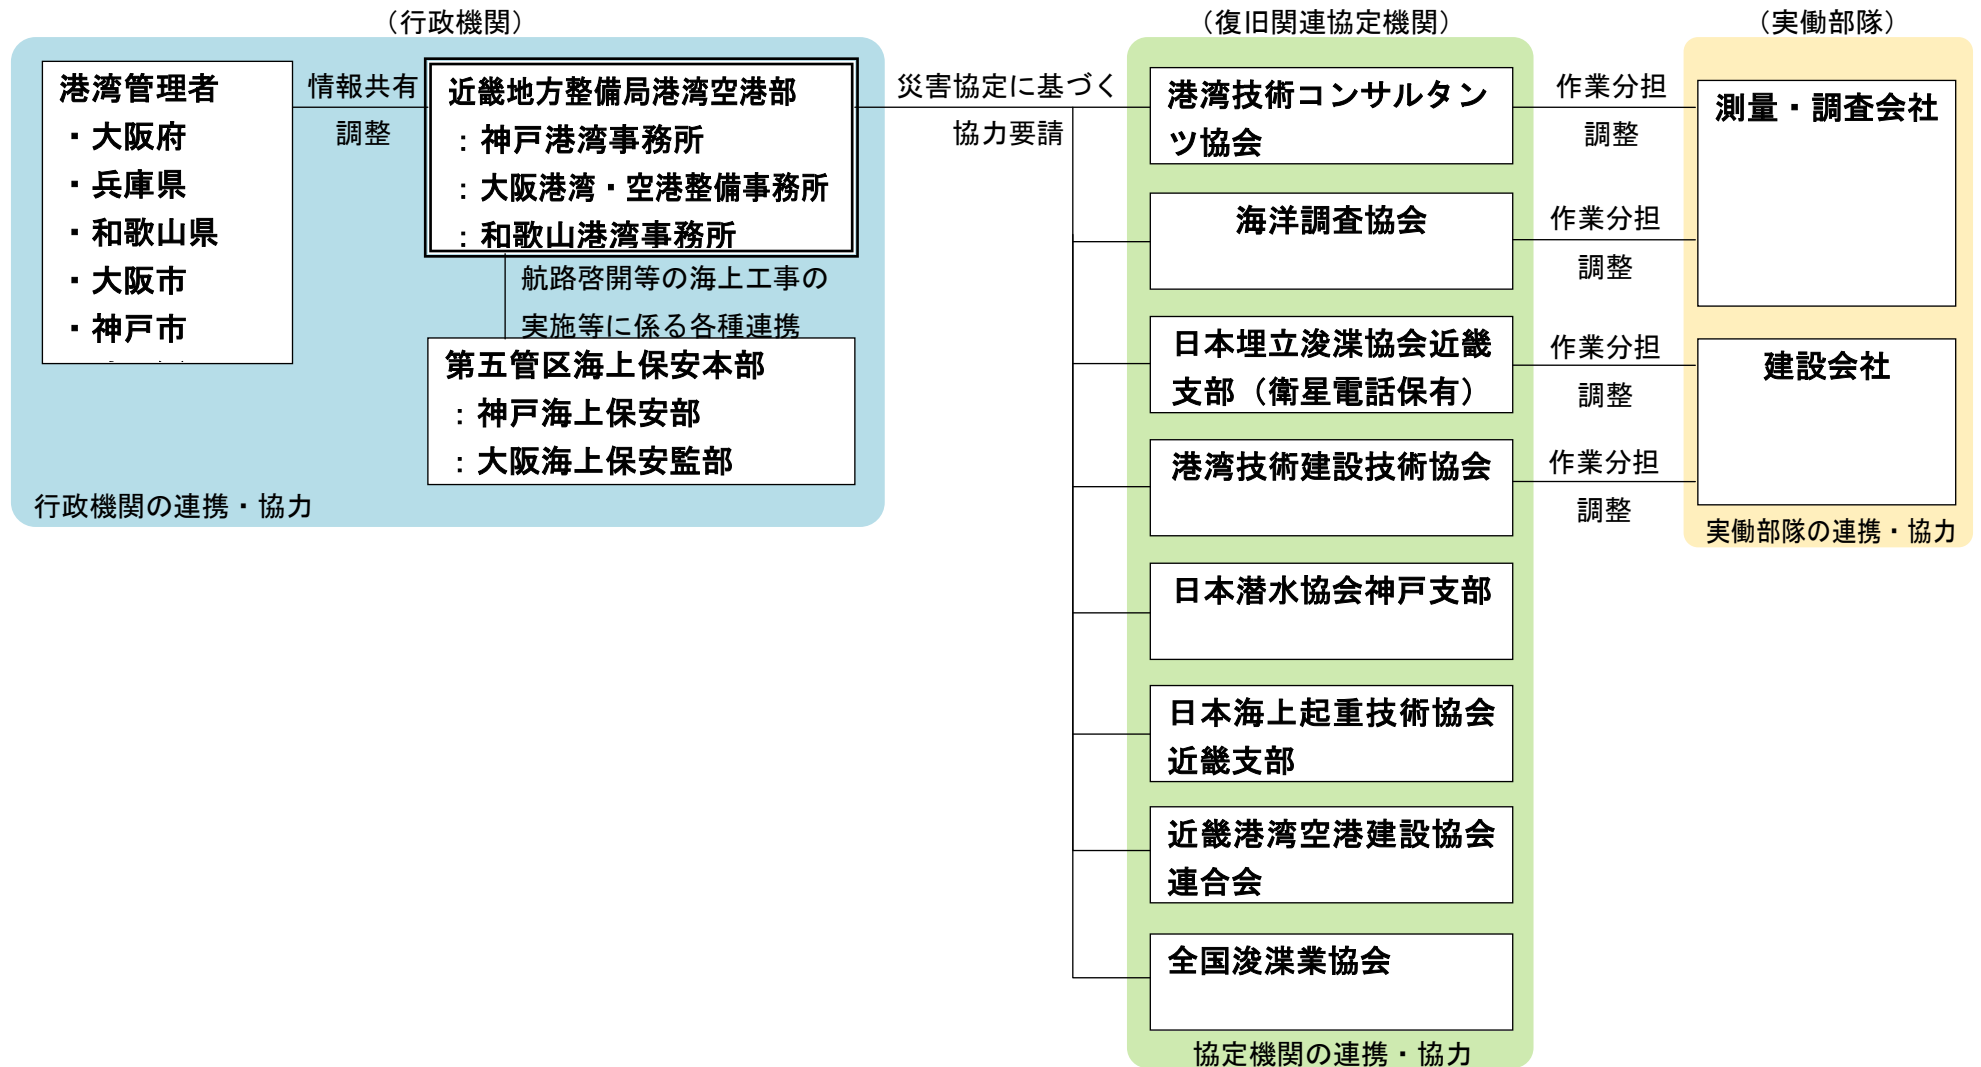 （行政機関）
港湾管理者
・大阪府
・兵庫県
・和歌山県
・大阪市
・神戸市
情報共有
調整
近畿地方整備局港湾空港部
：神戸港湾事務所
：大阪港湾・空港整備事務所
：和歌山港湾事務所
航路啓開等の海上工事の
実施等に係る各種連携
第五管区海上保安本部
：神戸海上保安部
：大阪海上保安監部
行政機関の連携・協力
災害協定に基づく
協力要請
（復旧関連協定機関）
港湾技術コンサルタン
ツ協会
海洋調査協会
日本埋立浚渫協会近畿
支部（衛星電話保有）
港湾技術建設技術協会
日本潜水協会神戸支部
日本海上起重技術協会
近畿支部
近畿港湾空港建設協会
連合会
全国浚渫業協会
協定機関の連携・協力
作業分担
調整
作業分担
調整
作業分担
調整
作業分担
調整
（実働部隊）
測量・調査会社
建設会社
実働部隊の連携・協力